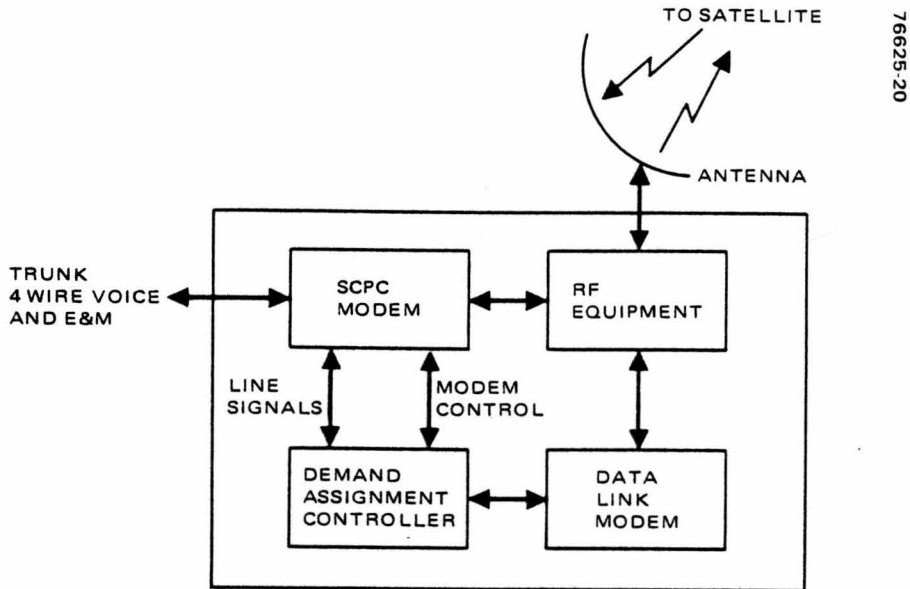 TO SATELLITE
76625-20
ANTENNA
TRUNK
4 WIRE VOICE
AND E&M
SCPC
MODEM
RF
EQUIPMENT
LINE
SIGNALS
MODEM
CONTROL
DEMAND
ASSIGNMENT
CONTROLLER
DATA
LINK
MODEM